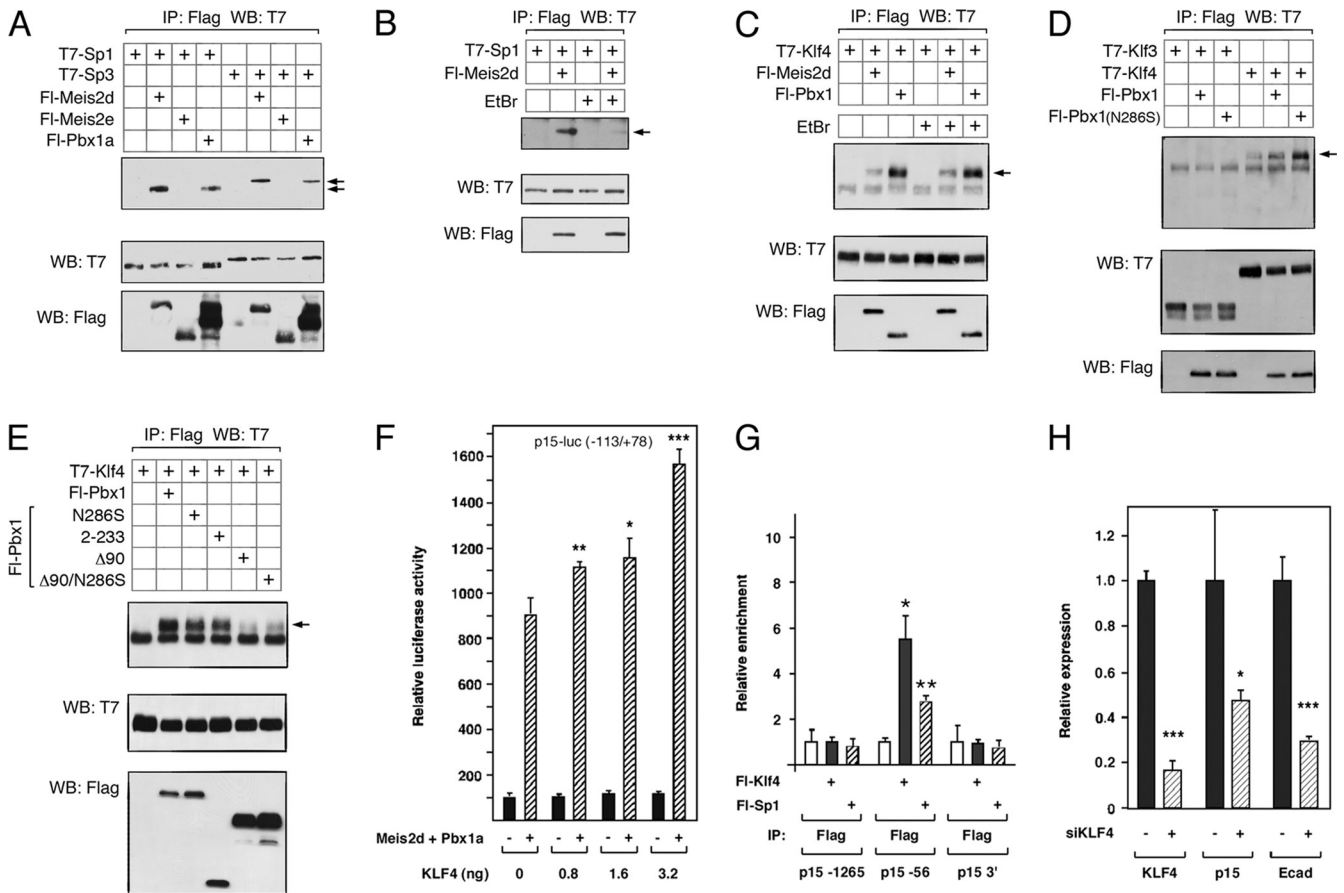 A
IP: Flag WB: T7
T7-Sp1 + + + +
T7-Sp3 + + + +
Fl-Meis2d + +
Fl-Meis2e + +
Fl-Pbx1a + +
WB: T7
WB: Flag
B
IP: Flag WB: T7
T7-Sp1 + + + +
Fl-Meis2d + +
EtBr + +
WB: T7
WB: Flag
C
IP: Flag WB: T7
T7-Klf4 + + + + + +
Fl-Meis2d + +
Fl-Pbx1 + +
EtBr + + +
WB: T7
WB: Flag
D
IP: Flag WB: T7
T7-Klf3 + + +
T7-Klf4 + + +
Fl-Pbx1 + +
Fl-Pbx1(N286S) + +
WB: T7
WB: Flag
E
IP: Flag WB: T7
T7-Klf4 + + + + + +
Fl-Pbx1 +
Fl-Pbx1
N286S +
2-233 +
Δ90 +
Δ90/N286S +
WB: T7
WB: Flag
F
p15-luc (-113/+78)
Relative luciferase activity
1600
1400
1200
1100
1000
800
600
400
200
100
** * ***
Meis2d + Pbx1a - + - + - + - +
KLF4 (ng) 0 0.8 1.6 3.2
G
Relative enrichment
10
8
6
4
2
0
* **
Fl-Klf4 + + +
Fl-Sp1 + + +
IP: Flag Flag Flag
p15 -1265 p15 -56 p15 3'
H
Relative expression
1.2
1.0
0.8
0.6
0.4
0.2
0
*** * ***
siKLF4 - + - + - +
KLF4 p15 Ecad